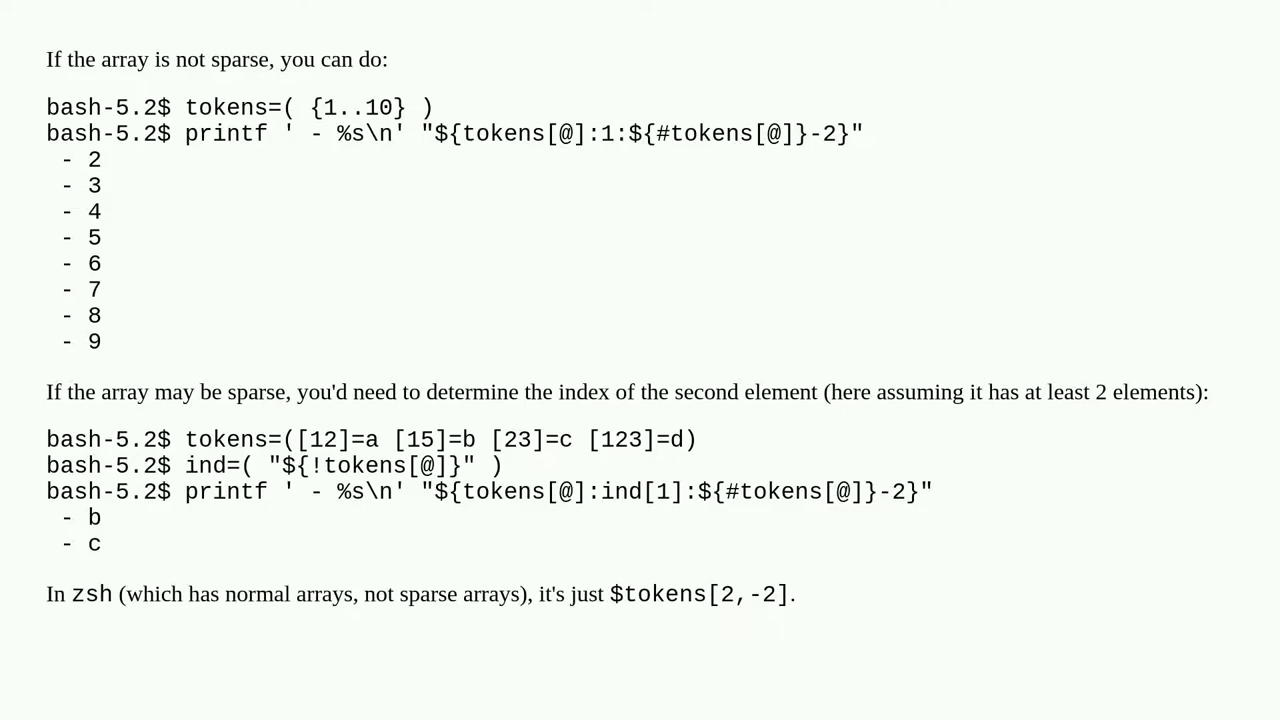 If the array is not sparse, you can do:
bash-5.2$ tokens=( {1..10} )
bash-5.2$ printf ' - %s\n' "${tokens[@]:1:${#tokens[@]}-2}"
 - 2
 - 3
 - 4
 - 5
 - 6
 - 7
 - 8
 - 9
If the array may be sparse, you'd need to determine the index of the second element (here assuming it has at least 2 elements):
bash-5.2$ tokens=([12]=a [15]=b [23]=c [123]=d)
bash-5.2$ ind=( "${!tokens[@]}" )
bash-5.2$ printf ' - %s\n' "${tokens[@]:ind[1]:${#tokens[@]}-2}"
 - b
 - c
In zsh (which has normal arrays, not sparse arrays), it's just $tokens[2,-2].